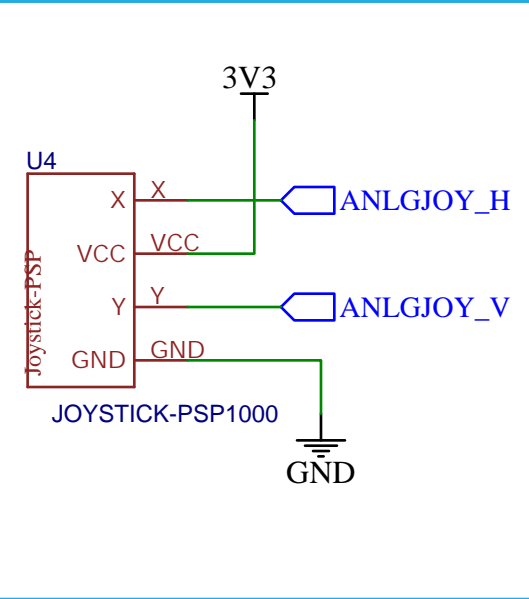 3V3
U4
X X ANLGJOY_H
VCC VCC
Y Y ANLGJOY_V
GND GND
Joystick-PSP
JOYSTICK-PSP1000
GND